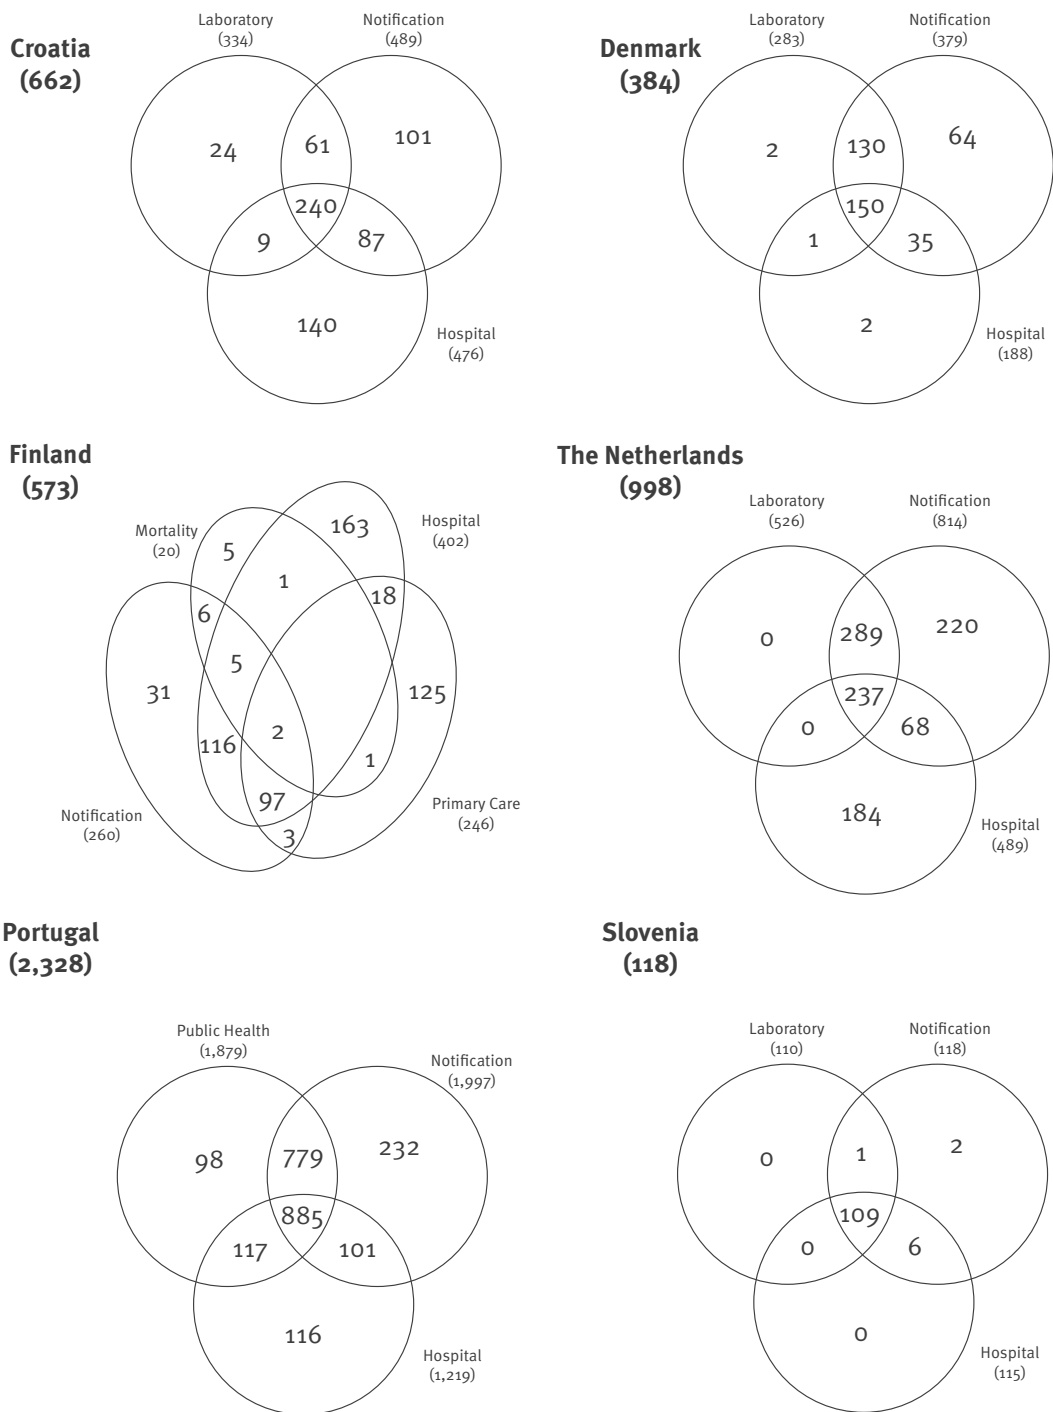 Croatia
(662)
Laboratory
(334)
Notification
(489)
24
61
101
240
9
87
140
Hospital
(476)
Denmark
(384)
Laboratory
(283)
Notification
(379)
2
130
64
150
1
35
2
Hospital
(188)
Finland
(573)
Mortality
(20)
Hospital
(402)
163
5
1
18
6
5
31
125
2
116
1
97
3
Notification
(260)
Primary Care
(246)
The Netherlands
(998)
Laboratory
(526)
Notification
(814)
0
289
220
237
0
68
184
Hospital
(489)
Portugal
(2,328)
Public Health
(1,879)
Notification
(1,997)
98
779
232
885
117
101
116
Hospital
(1,219)
Slovenia
(118)
Laboratory
(110)
Notification
(118)
0
1
2
109
0
6
0
Hospital
(115)